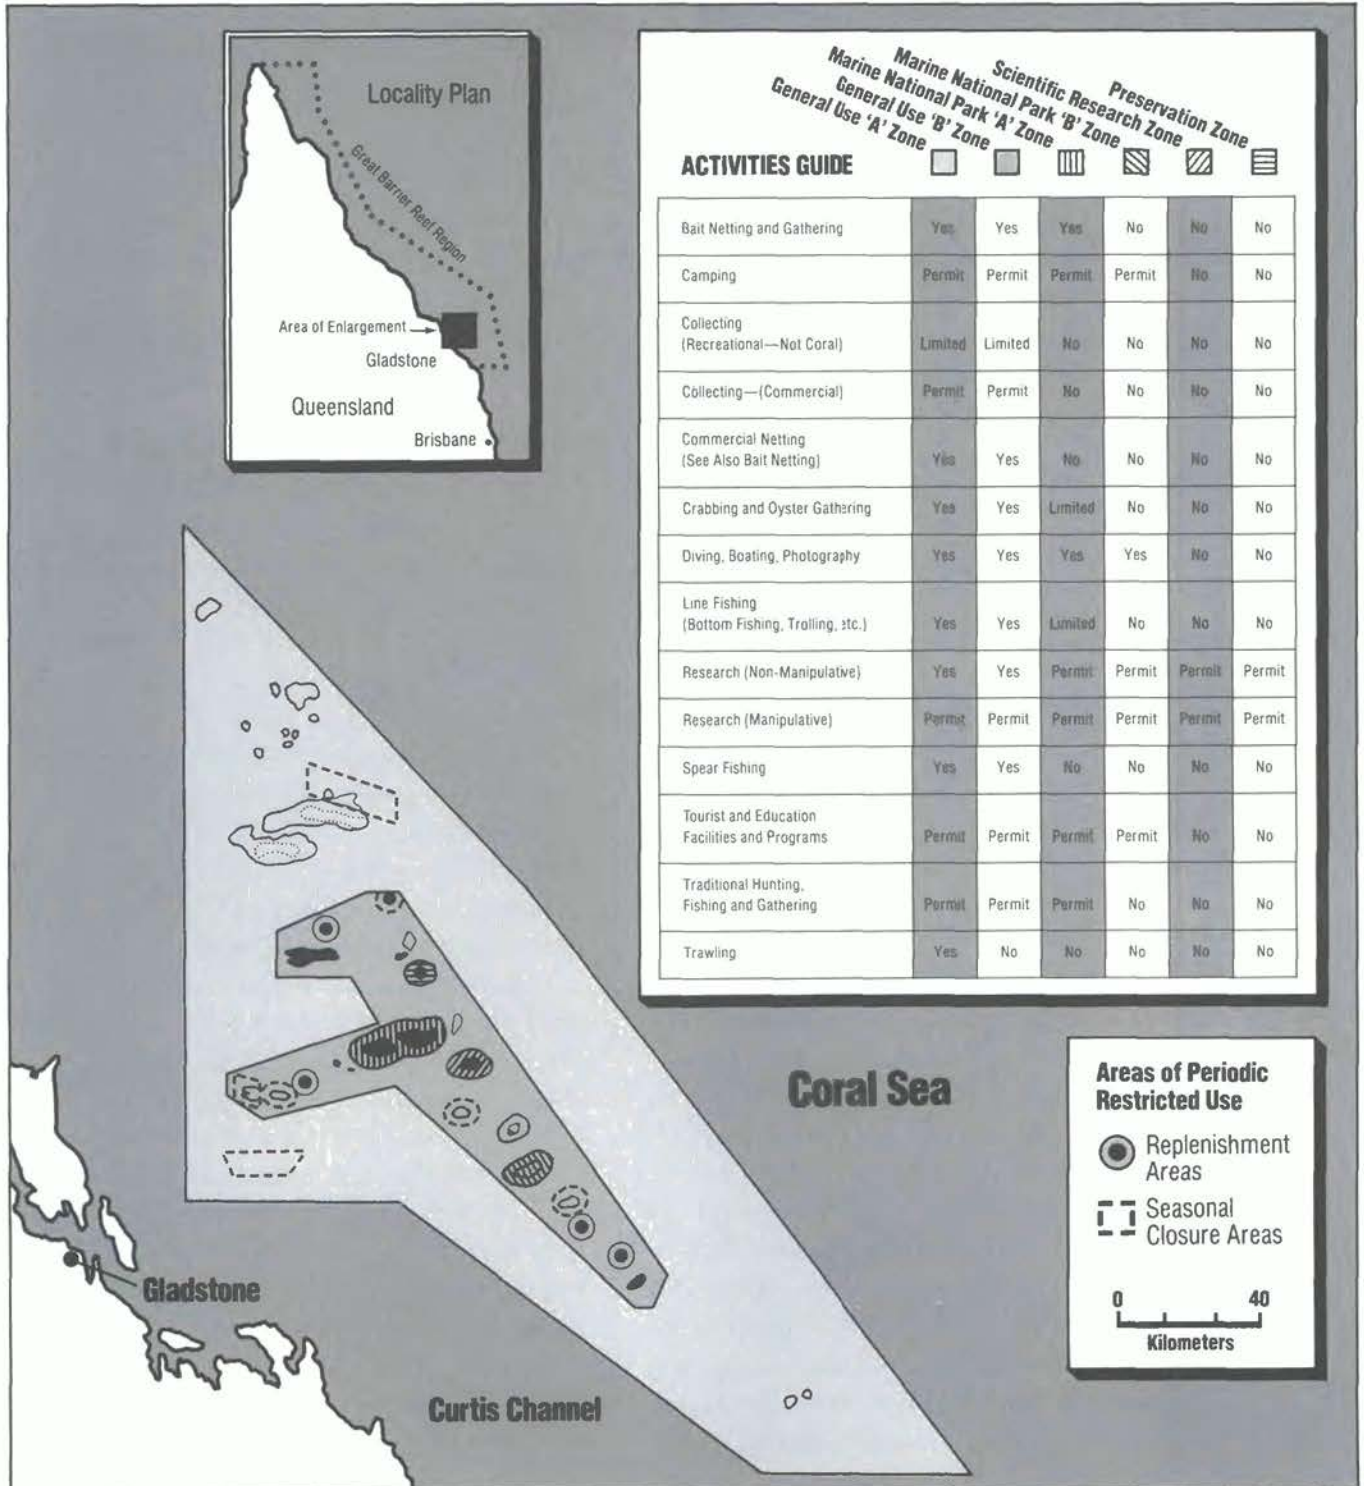 Locality Plan
Great Barrier Reef Region
Area of Enlargement
Gladstone
Queensland
Brisbane
General Use 'A' Zone
General Use 'B' Zone
Marine National Park 'A' Zone
Marine National Park 'B' Zone
Scientific Research Zone
Preservation Zone
ACTIVITIES GUIDE
Bait Netting and Gathering Yes Yes Yes No No No
Camping Permit Permit Permit Permit No No
Collecting
(Recreational—Not Coral) Limited Limited No No No No
Collecting—(Commercial) Permit Permit No No No No
Commercial Netting
(See Also Bait Netting) Yes Yes No No No No
Crabbing and Oyster Gathering Yes Yes Limited No No No
Diving, Boating, Photography Yes Yes Yes Yes No No
Line Fishing
(Bottom Fishing, Trolling, etc.) Yes Yes Limited No No No
Research (Non-Manipulative) Yes Yes Permit Permit Permit Permit
Research (Manipulative) Permit Permit Permit Permit Permit Permit
Spear Fishing Yes Yes No No No No
Tourist and Education
Facilities and Programs Permit Permit Permit Permit No No
Traditional Hunting,
Fishing and Gathering Permit Permit Permit No No No
Trawling Yes No No No No No
Coral Sea
Areas of Periodic
Restricted Use
Replenishment
Areas
Seasonal
Closure Areas
0 40
Kilometers
Gladstone
Curtis Channel